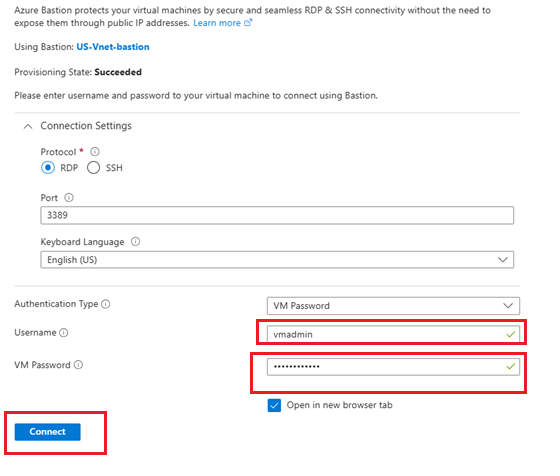 Azure Bastion protects your virtual machines by secure and seamless RDP & SSH connectivity without the need to
expose them through public IP addresses. Learn more
Using Bastion: US-Vnet-bastion
Provisioning State: Succeeded
Please enter username and password to your virtual machine to connect using Bastion.
Connection Settings
Protocol *
RDP SSH
Port
3389
Keyboard Language
English (US)
Authentication Type VM Password
Username vmadmin
VM Password ••••••••••••
Open in new browser tab
Connect